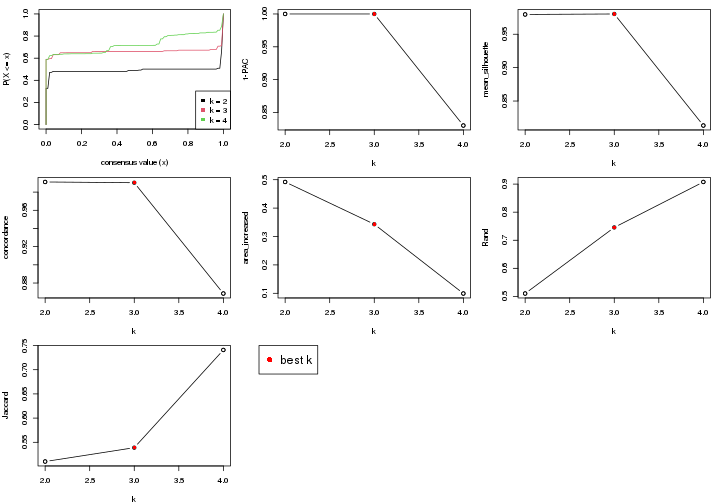 P(X <= x)
0.0 0.2 0.4 0.6 0.8 1.0
k = 2
k = 3
k = 4
0.0 0.2 0.4 0.6 0.8 1.0
consensus value (x)
1-PAC
0.85 0.90 0.95 1.00
2.0 2.5 3.0 3.5 4.0
k
mean_silhouette
0.85 0.90 0.95
2.0 2.5 3.0 3.5 4.0
k
concordance
0.88 0.92 0.96
2.0 2.5 3.0 3.5 4.0
k
area_increased
0.1 0.2 0.3 0.4 0.5
2.0 2.5 3.0 3.5 4.0
k
Rand
0.5 0.6 0.7 0.8 0.9
2.0 2.5 3.0 3.5 4.0
k
Jaccard
0.55 0.60 0.65 0.70 0.75
2.0 2.5 3.0 3.5 4.0
k
best k